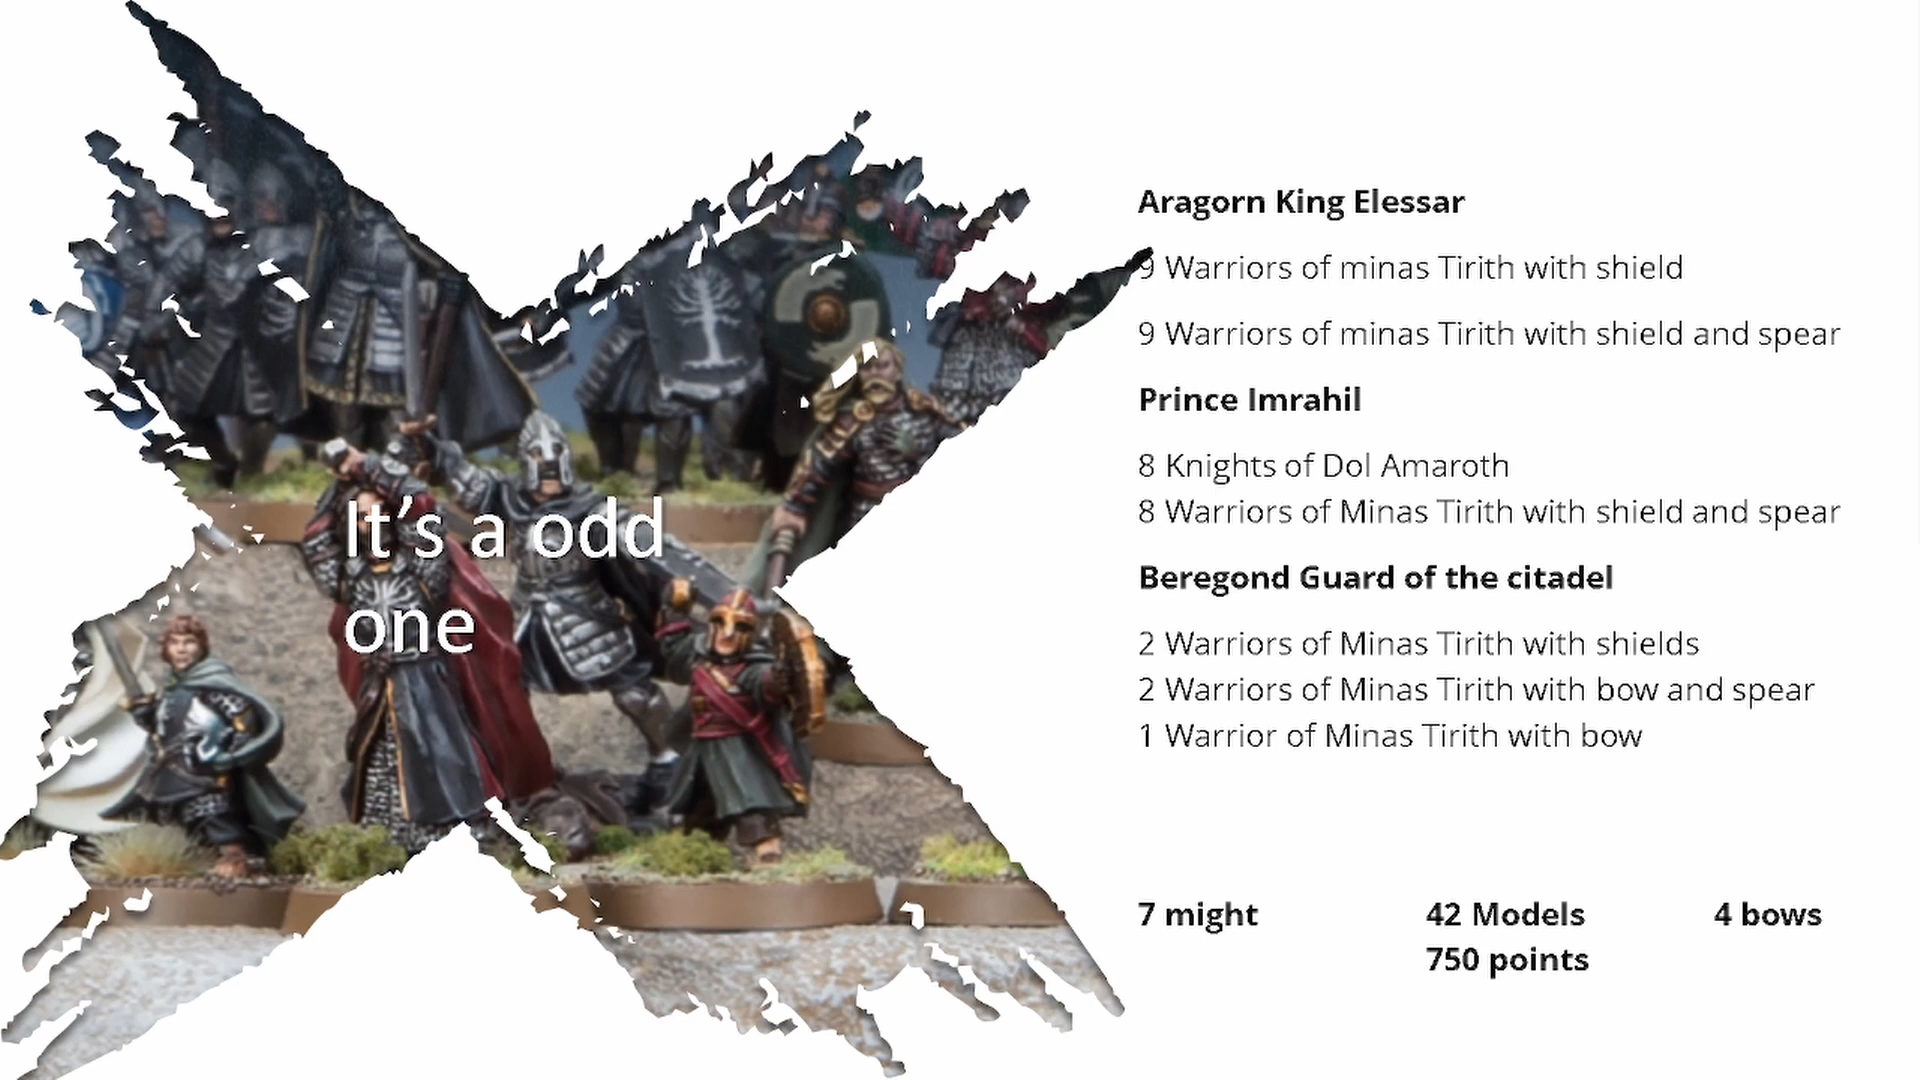 It's a odd
one
Aragorn King Elessar
9 Warriors of minas Tirith with shield
9 Warriors of minas Tirith with shield and spear
Prince Imrahil
8 Knights of Dol Amaroth
8 Warriors of Minas Tirith with shield and spear
Beregond Guard of the citadel
2 Warriors of Minas Tirith with shields
2 Warriors of Minas Tirith with bow and spear
1 Warrior of Minas Tirith with bow
7 might 42 Models 4 bows
750 points